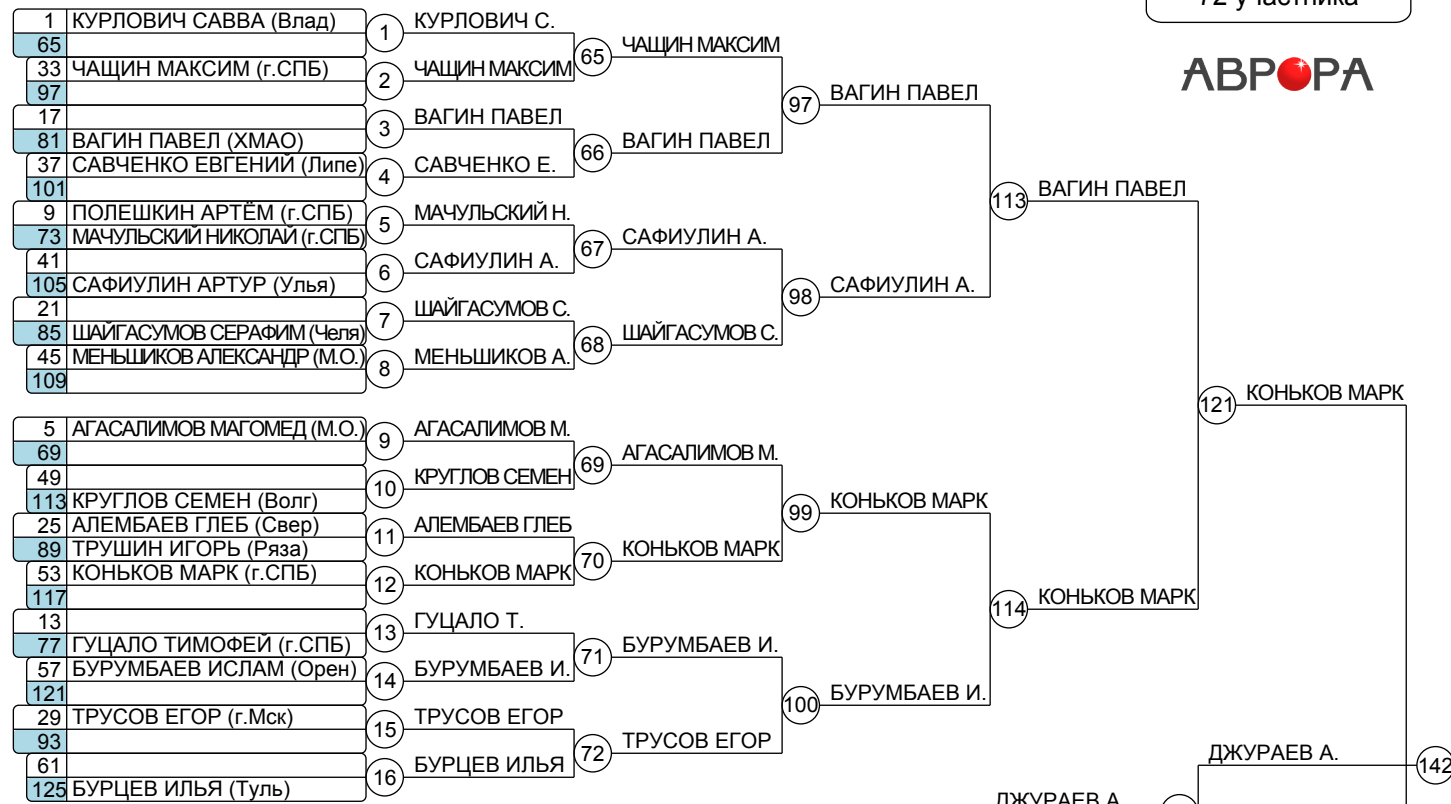 72 участника
АВРОРА
1 КУРЛОВИЧ САВВА (Влад)
65
33 ЧАЩИН МАКСИМ (г.СПБ)
97
17
81 ВАГИН ПАВЕЛ (ХМАО)
37 САВЧЕНКО ЕВГЕНИЙ (Липе)
101
9 ПОЛЕШКИН АРТЁМ (г.СПБ)
73 МАЧУЛЬСКИЙ НИКОЛАЙ (г.СПБ)
41
105 САФИУЛИН АРТУР (Улья)
21
85 ШАЙГАСУМОВ СЕРАФИМ (Челя)
45 МЕНЬШИКОВ АЛЕКСАНДР (М.О.)
109
5 АГАСАЛИМОВ МАГОМЕД (М.О.)
69
49
113 КРУГЛОВ СЕМЕН (Волг)
25 АЛЕМБАЕВ ГЛЕБ (Свер)
89 ТРУШИН ИГОРЬ (Ряза)
53 КОНЬКОВ МАРК (г.СПБ)
117
13
77 ГУЦАЛО ТИМОФЕЙ (г.СПБ)
57 БУРУМБАЕВ ИСЛАМ (Орен)
121
29 ТРУСОВ ЕГОР (г.Мск)
93
61
125 БУРЦЕВ ИЛЬЯ (Туль)
1 КУРЛОВИЧ С.
2 ЧАЩИН МАКСИМ
3 ВАГИН ПАВЕЛ
4 САВЧЕНКО Е.
5 МАЧУЛЬСКИЙ Н.
6 САФИУЛИН А.
7 ШАЙГАСУМОВ С.
8 МЕНЬШИКОВ А.
9 АГАСАЛИМОВ М.
10 КРУГЛОВ СЕМЕН
11 АЛЕМБАЕВ ГЛЕБ
12 КОНЬКОВ МАРК
13 ГУЦАЛО Т.
14 БУРУМБАЕВ И.
15 ТРУСОВ ЕГОР
16 БУРЦЕВ ИЛЬЯ
65 ЧАЩИН МАКСИМ
66 ВАГИН ПАВЕЛ
67 САФИУЛИН А.
68 ШАЙГАСУМОВ С.
69 АГАСАЛИМОВ М.
70 КОНЬКОВ МАРК
71 БУРУМБАЕВ И.
72 ТРУСОВ ЕГОР
97 ВАГИН ПАВЕЛ
98 САФИУЛИН А.
99 КОНЬКОВ МАРК
100 БУРУМБАЕВ И.
113 ВАГИН ПАВЕЛ
114 КОНЬКОВ МАРК
121 КОНЬКОВ МАРК
ДЖУРАЕВ А.
142
ДЖУРАЕВ А.